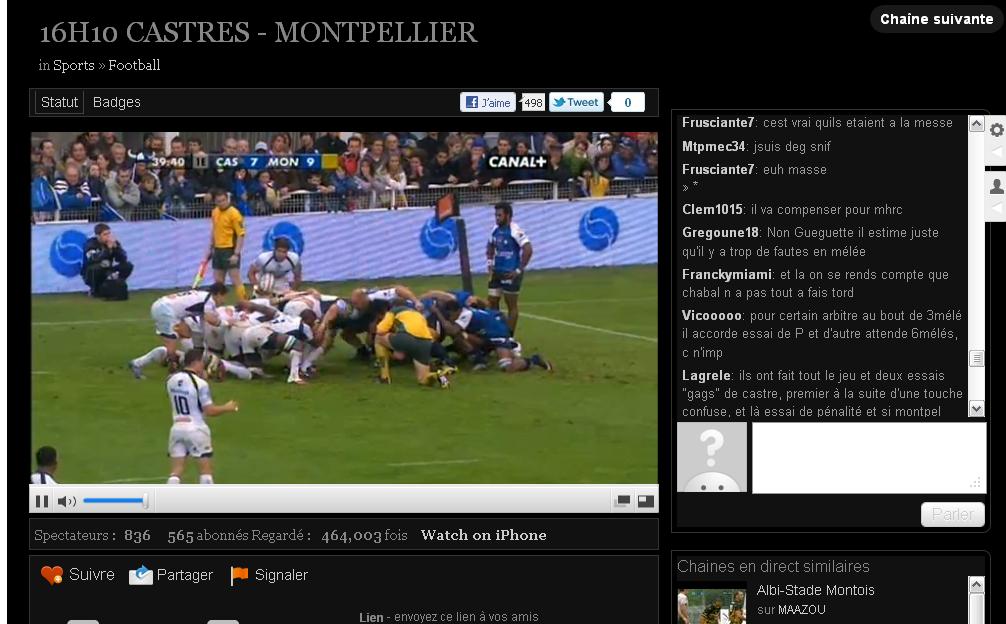 16H10 CASTRES - MONTPELLIER
Chaîne suivante
in Sports » Football
Statut Badges
J'aime 498 Tweet 0
39:40 CAS 7 MON 9
CANAL+
10
Spectateurs : 836 565 abonnés Regardé : 464,003 fois Watch on iPhone
Suivre Partager Signaler
Lien - envoyez ce lien à vos amis
Frusciante7: cest vrai quils etaient a la messe
Mtpmec34: jsuis deg snif
Frusciante7: euh masse
» *
Clem1015: il va compenser pour mhrc
Gregoune18: Non Gueguette il estime juste
qu'il y a trop de fautes en mélée
Franckymiami: et la on se rends compte que
chabal n a pas tout a fais tord
Vicooooo: pour certain arbitre au bout de 3mélé
il accorde essai de P et d'autre attende 6mélés,
c n'imp
Lagrele: ils ont fait tout le jeu et deux essais
"gags" de castre, premier à la suite d'une touche
confuse, et là essai de pénalité et si montpel
Parler
Chaines en direct similaires
Albi-Stade Montois
sur MAAZOU